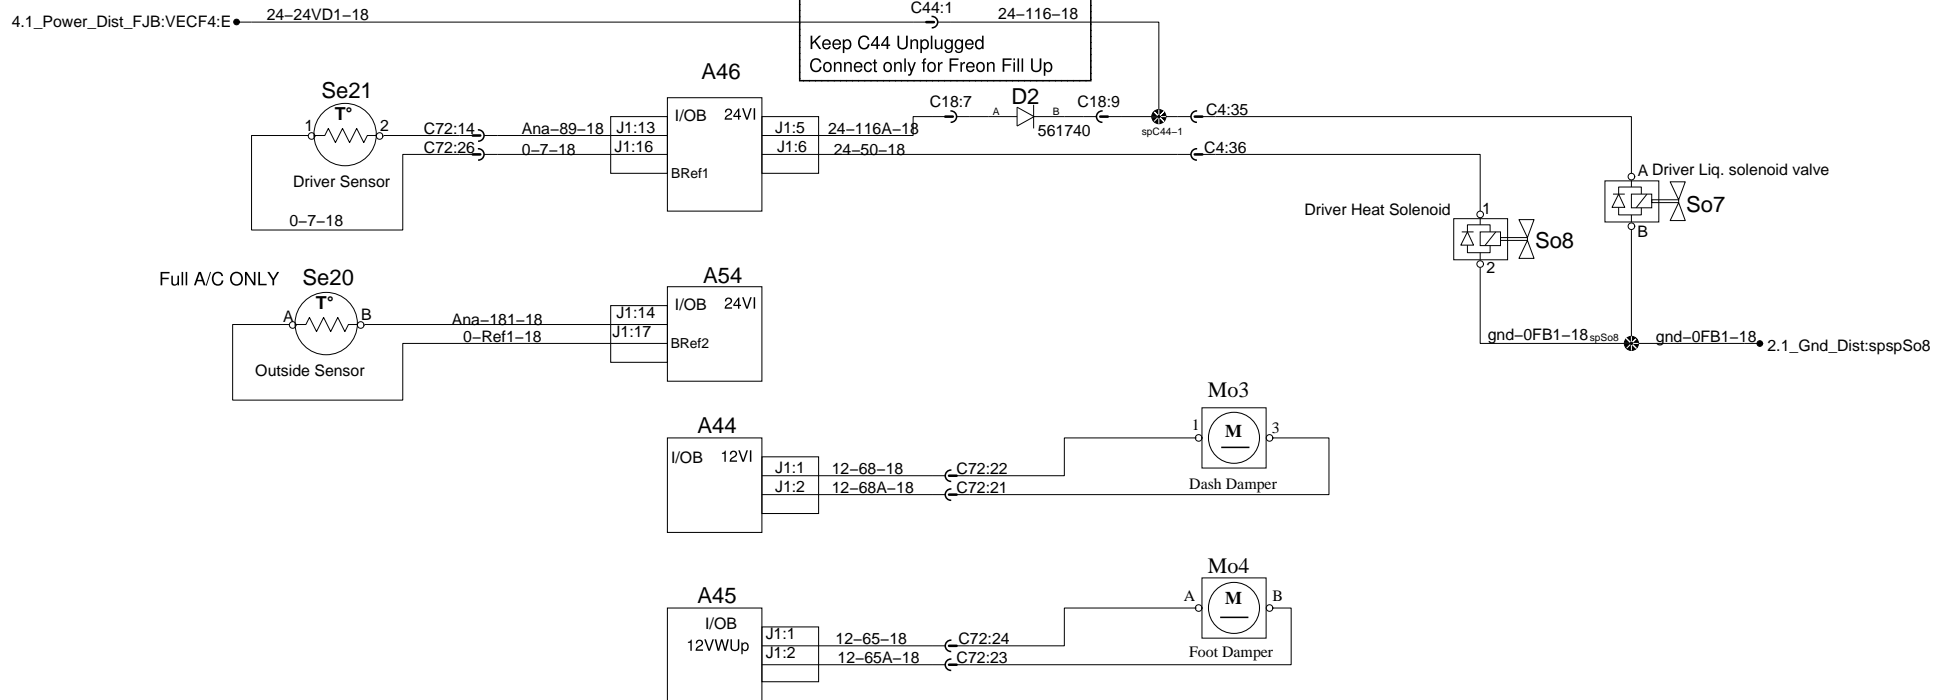 4.1_Power_Dist_FJB:VECF4:E
24–24VD1–18
C44:1
24–116–18
Keep C44 Unplugged
Connect only for Freon Fill Up
Se21
T°
1
2
Driver Sensor
0–7–18
C72:14
Ana–89–18
C72:26
0–7–18
A46
I/OB
24VI
J1:13
J1:16
BRef1
J1:5
J1:6
24–116A–18
24–50–18
C18:7
A
D2
B
561740
C18:9
spC44–1
C4:35
C4:36
A
Driver Liq. solenoid valve
So7
B
Driver Heat Solenoid
1
So8
2
gnd–0FB1–18
spSo8
gnd–0FB1–18
2.1_Gnd_Dist:spspSo8
Full A/C ONLY
Se20
T°
A
B
Outside Sensor
Ana–181–18
0–Ref1–18
A54
I/OB
24VI
J1:14
J1:17
BRef2
A44
I/OB
12VI
J1:1
J1:2
12–68–18
12–68A–18
C72:22
C72:21
Mo3
1
M
3
Dash Damper
A45
I/OB
12VWUp
J1:1
J1:2
12–65–18
12–65A–18
C72:24
C72:23
Mo4
A
M
B
Foot Damper